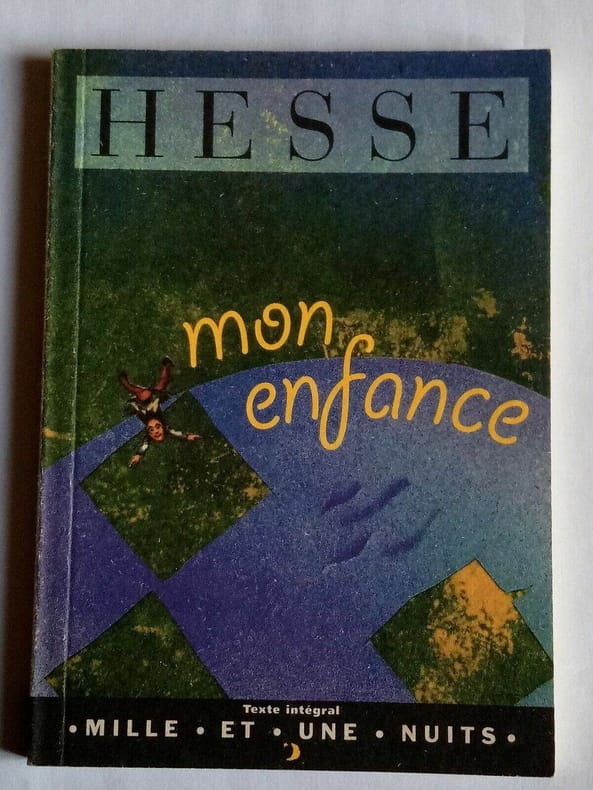 HESSE
mon
enfance
Texte intégral
•MILLE • ET • UNE • NUITS•